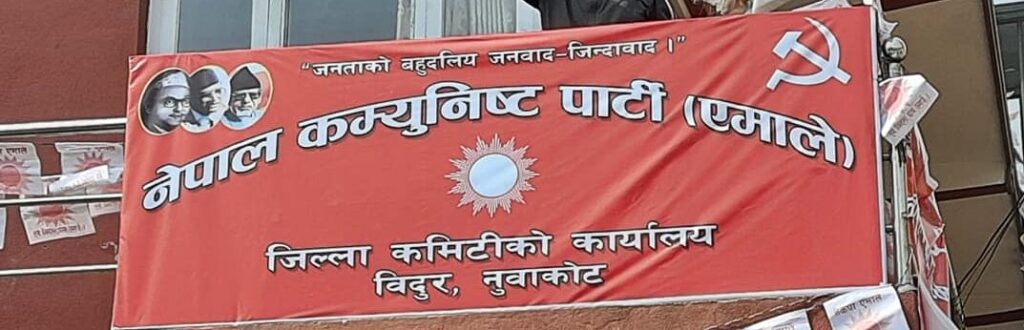 “जनताको बहुदलिय जनवाद–जिन्दावाद ।”
नेपाल कम्युनिष्ट पार्टी (एमाले)
जिल्ला कमिटीको कार्यालय
विदुर, नुवाकोट